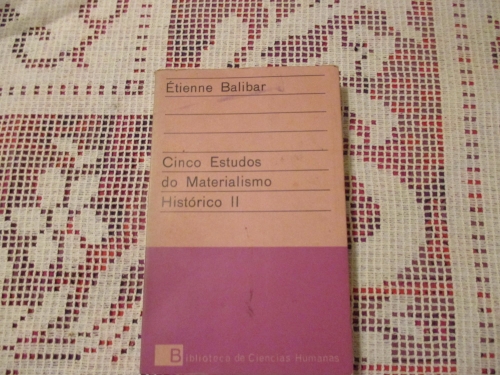 Étienne Balibar
Cinco Estudos
do Materialismo
Histórico II
Biblioteca de Ciencias Humanas